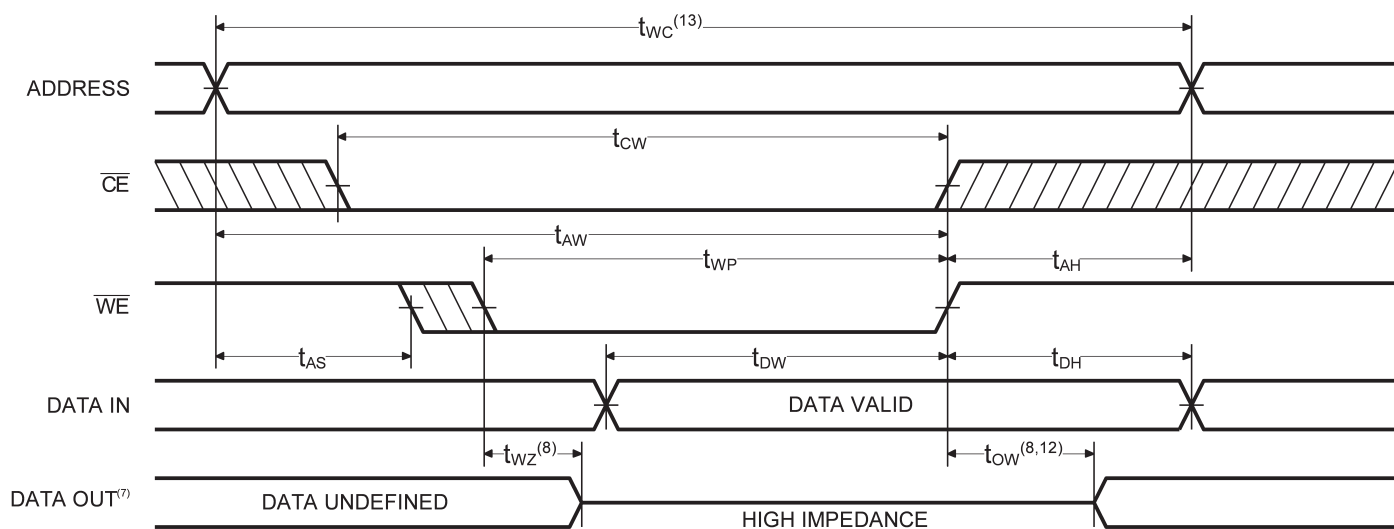 tWC(13)
ADDRESS
tCW
CE
tAW
tWP
tAH
WE
tAS
tDW
tDH
DATA IN
DATA VALID
tWZ(8)
tOW(8,12)
DATA OUT(7)
DATA UNDEFINED
HIGH IMPEDANCE